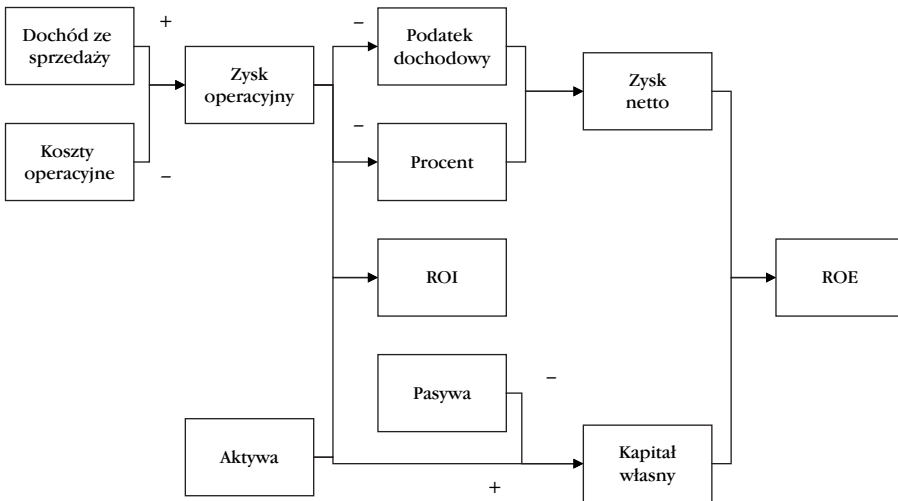 +
Dochód ze
sprzedaży
Koszty
operacyjne
–
Zysk
operacyjny
–
Podatek
dochodowy
–
Procent
Zysk
netto
ROI
ROE
Pasywa
–
Aktywa
+
Kapitał
własny